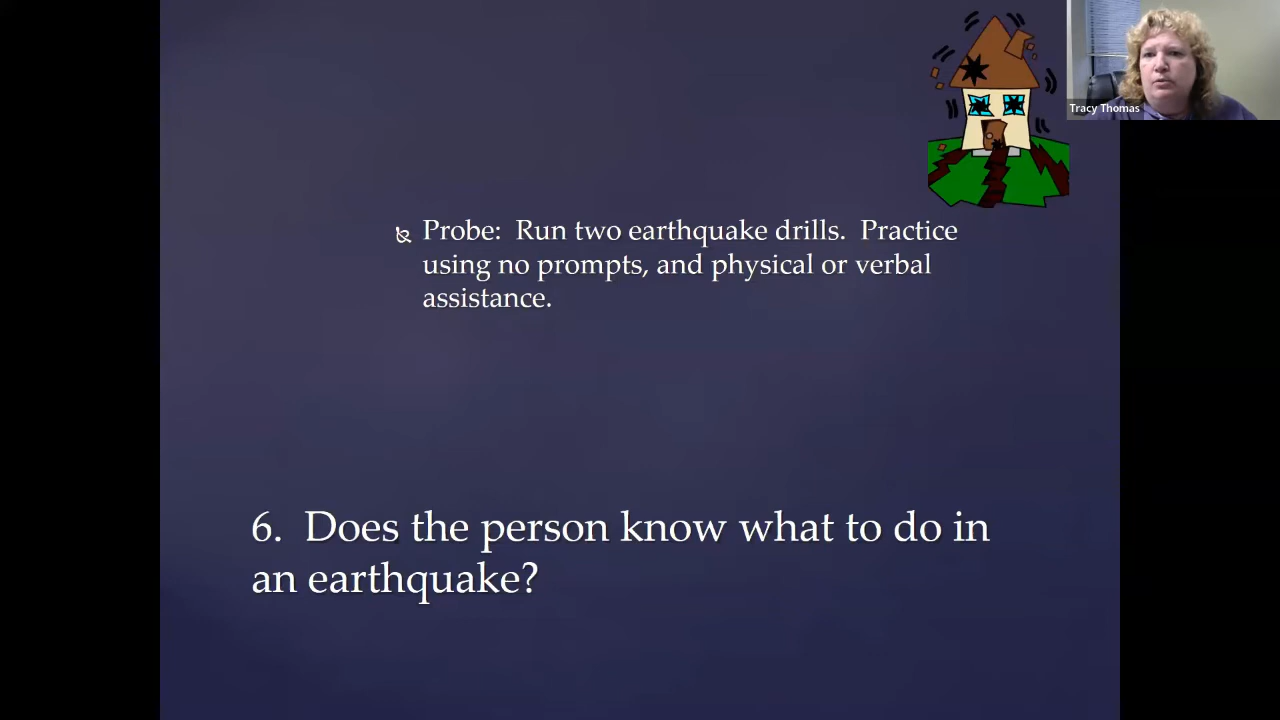 Tracy Thomas
Probe:  Run two earthquake drills.  Practice
using no prompts, and physical or verbal
assistance.
6.  Does the person know what to do in
an earthquake?